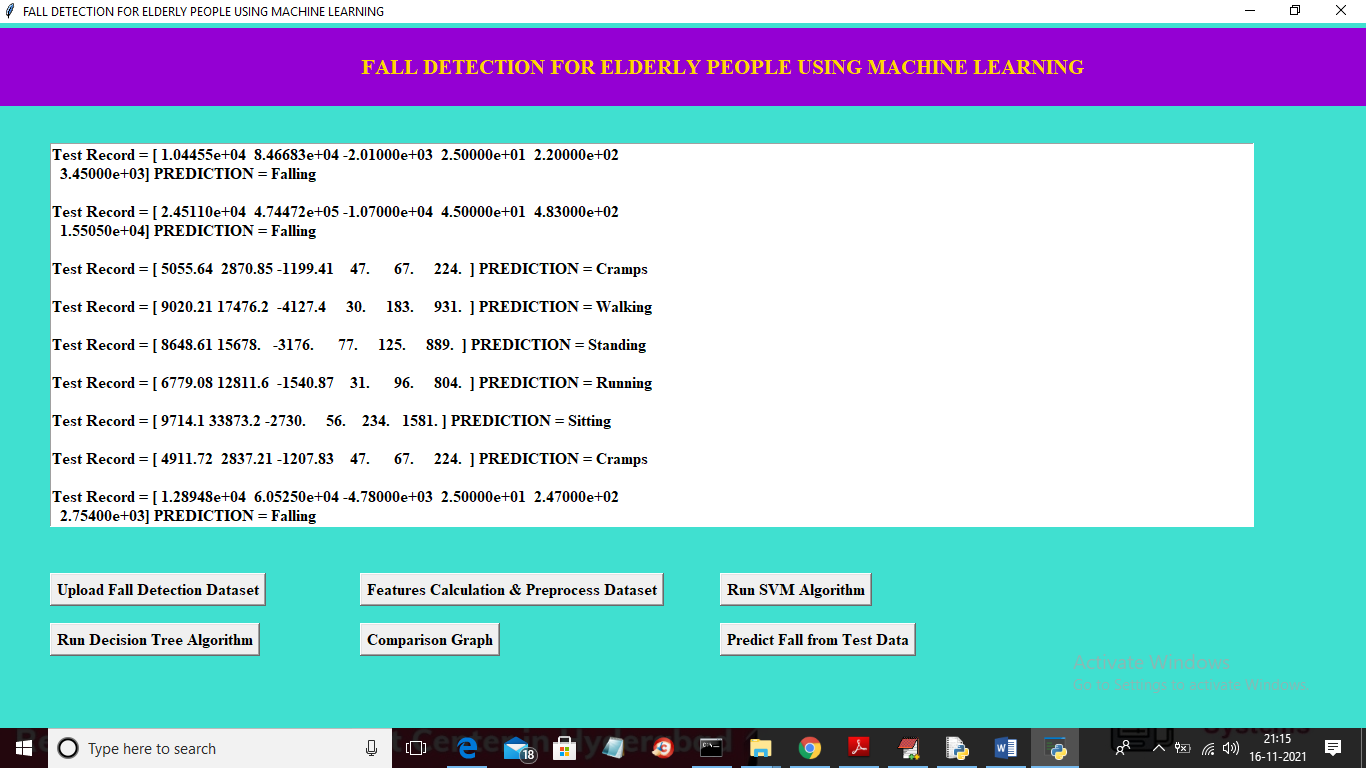 FALL DETECTION FOR ELDERLY PEOPLE USING MACHINE LEARNING
FALL DETECTION FOR ELDERLY PEOPLE USING MACHINE LEARNING
Test Record = [ 1.04455e+04 8.46683e+04 -2.01000e+03 2.50000e+01 2.20000e+02
3.45000e+03] PREDICTION = Falling
Test Record = [ 2.45110e+04 4.74472e+05 -1.07000e+04 4.50000e+01 4.83000e+02
1.55050e+04] PREDICTION = Falling
Test Record = [ 5055.64 2870.85 -1199.41 47. 67. 224. ] PREDICTION = Cramps
Test Record = [ 9020.21 17476.2 -4127.4 30. 183. 931. ] PREDICTION = Walking
Test Record = [ 8648.61 15678. -3176. 77. 125. 889. ] PREDICTION = Standing
Test Record = [ 6779.08 12811.6 -1540.87 31. 96. 804. ] PREDICTION = Running
Test Record = [ 9714.1 33873.2 -2730. 56. 234. 1581. ] PREDICTION = Sitting
Test Record = [ 4911.72 2837.21 -1207.83 47. 67. 224. ] PREDICTION = Cramps
Test Record = [ 1.28948e+04 6.05250e+04 -4.78000e+03 2.50000e+01 2.47000e+02
2.75400e+03] PREDICTION = Falling
Upload Fall Detection Dataset Features Calculation & Preprocess Dataset Run SVM Algorithm
Run Decision Tree Algorithm Comparison Graph Predict Fall from Test Data
Activate Windows
Go to Settings to activate Windows.
Type here to search
18
21:15
16-11-2021